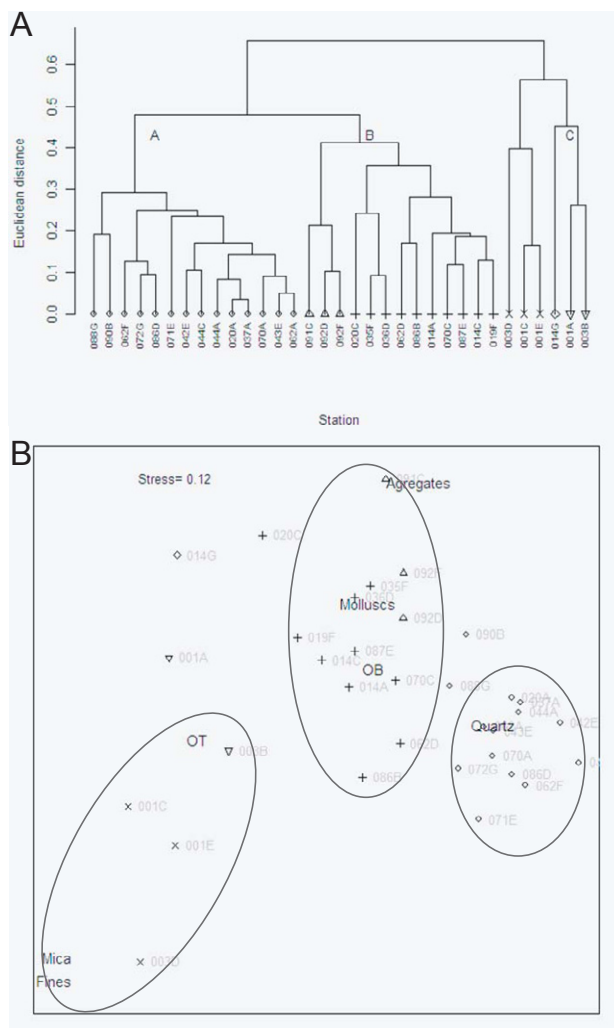 A
0.6
0.5
0.4
0.3
0.2
0.1
0.0
Euclidean distance
A
B
C
088G 090B 062F 072G 086D 071E 042E 044C 044A 020A 037A 070A 043E 062A 091C 092D 092F 020C 035F 036D 062D 086B 014A 070C 087E 014C 019F 003D 001C 001E 014G 001A 003B
Station
B
Stress= 0.12
Agregates
020C
014G
092F
035F
036D
Molluscs
092D
019F
090B
087E
001A
014C
OB
070C
088G
014A
020A
037A
044A
Quartz
042E
043E
OT
062D
003B
070A
072G
086D
086B
062F
001C
071E
001E
Mica
003D
Fines